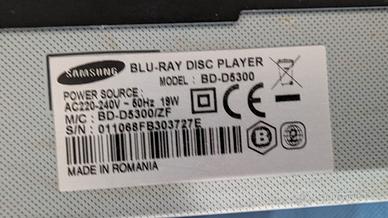 SAMSUNG BLU-RAY DISC PLAYER
MODEL : BD-D5300
POWER SOURCE :
AC220-240V ~ 50Hz 19W
M/C : BD-D5300/ZF
S/N : 011068FB303727E
CE
B
MADE IN ROMANIA